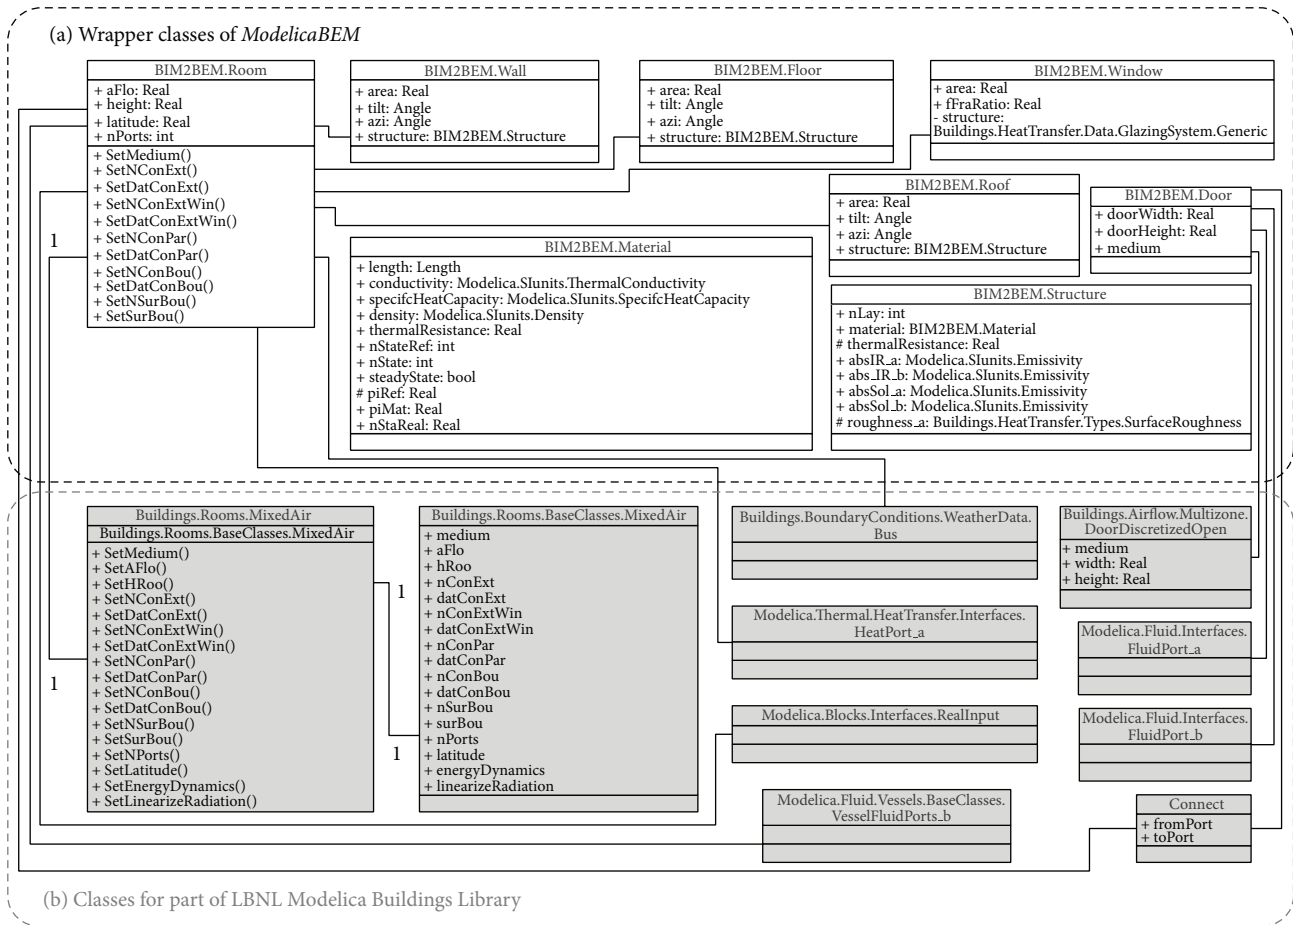 (a) Wrapper classes of ModelicaBEM
BIM2BEM.Room
+ aFlo: Real
+ height: Real
+ latitude: Real
+ nPorts: int
+ SetMedium()
+ SetNConExt()
+ SetDatConExt()
+ SetNConExtWin()
+ SetDatConExtWin()
+ SetNConPar()
+ SetDatConPar()
+ SetNConBou()
+ SetDatConBou()
+ SetNSurBou()
+ SetSurBou()
BIM2BEM.Wall
+ area: Real
+ tilt: Angle
+ azi: Angle
+ structure: BIM2BEM.Structure
BIM2BEM.Floor
+ area: Real
+ tilt: Angle
+ azi: Angle
+ structure: BIM2BEM.Structure
BIM2BEM.Window
+ area: Real
+ fFraRatio: Real
- structure:
Buildings.HeatTransfer.Data.GlazingSystem.Generic
BIM2BEM.Roof
+ area: Real
+ tilt: Angle
+ azi: Angle
+ structure: BIM2BEM.Structure
BIM2BEM.Door
+ doorWidth: Real
+ doorHeight: Real
+ medium
1
BIM2BEM.Material
+ length: Length
+ conductivity: Modelica.SIunits.ThermalConductivity
+ specifcHeatCapacity: Modelica.SIunits.SpecifcHeatCapacity
+ density: Modelica.SIunits.Density
+ thermalResistance: Real
+ nStateRef: int
+ nState: int
+ steadyState: bool
# piRef: Real
+ piMat: Real
+ nStaReal: Real
BIM2BEM.Structure
+ nLay: int
+ material: BIM2BEM.Material
# thermalResistance: Real
+ absIR_a: Modelica.SIunits.Emissivity
+ abs_IR_b: Modelica.SIunits.Emissivity
+ absSol_a: Modelica.SIunits.Emissivity
+ absSol_b: Modelica.SIunits.Emissivity
# roughness_a: Buildings.HeatTransfer.Types.SurfaceRoughness
Buildings.Rooms.MixedAir
Buildings.Rooms.BaseClasses.MixedAir
+ SetMedium()
+ SetAFlo()
+ SetHRoo()
+ SetNConExt()
+ SetDatConExt()
+ SetNConExtWin()
+ SetDatConExtWin()
+ SetNConPar()
+ SetDatConPar()
+ SetNConBou()
+ SetDatConBou()
+ SetNSurBou()
+ SetSurBou()
+ SetNPorts()
+ SetLatitude()
+ SetEnergyDynamics()
+ SetLinearizeRadiation()
1
1
1
Buildings.Rooms.BaseClasses.MixedAir
+ medium
+ aFlo
+ hRoo
+ nConExt
+ datConExt
+ nConExtWin
+ datConExtWin
+ nConPar
+ datConPar
+ nConBou
+ datConBou
+ nSurBou
+ surBou
+ nPorts
+ latitude
+ energyDynamics
+ linearizeRadiation
Buildings.BoundaryConditions.WeatherData.
Bus
Modelica.Thermal.HeatTransfer.Interfaces.
HeatPort_a
Modelica.Blocks.Interfaces.RealInput
Modelica.Fluid.Vessels.BaseClasses.
VesselFluidPorts_b
Buildings.Airflow.Multizone.
DoorDiscretizedOpen
+ medium
+ width: Real
+ height: Real
Modelica.Fluid.Interfaces.
FluidPort_a
Modelica.Fluid.Interfaces.
FluidPort_b
Connect
+ fromPort
+ toPort
(b) Classes for part of LBNL Modelica Buildings Library